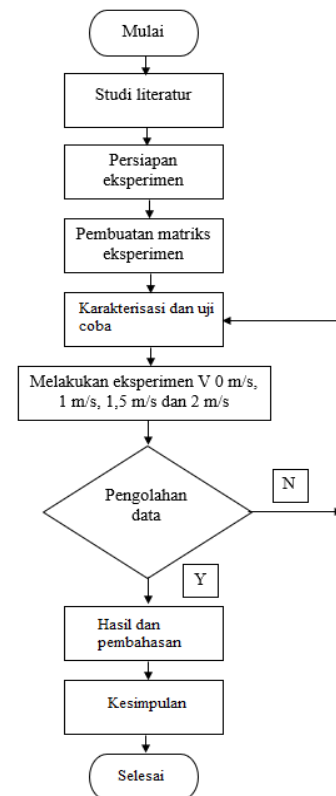 Mulai
Studi literatur
Persiapan
eksperimen
Pembuatan matriks
eksperimen
Karakterisasi dan uji
coba
Melakukan eksperimen V 0 m/s,
1 m/s, 1,5 m/s dan 2 m/s
Pengolahan
data
N
Y
Hasil dan
pembahasan
Kesimpulan
Selesai